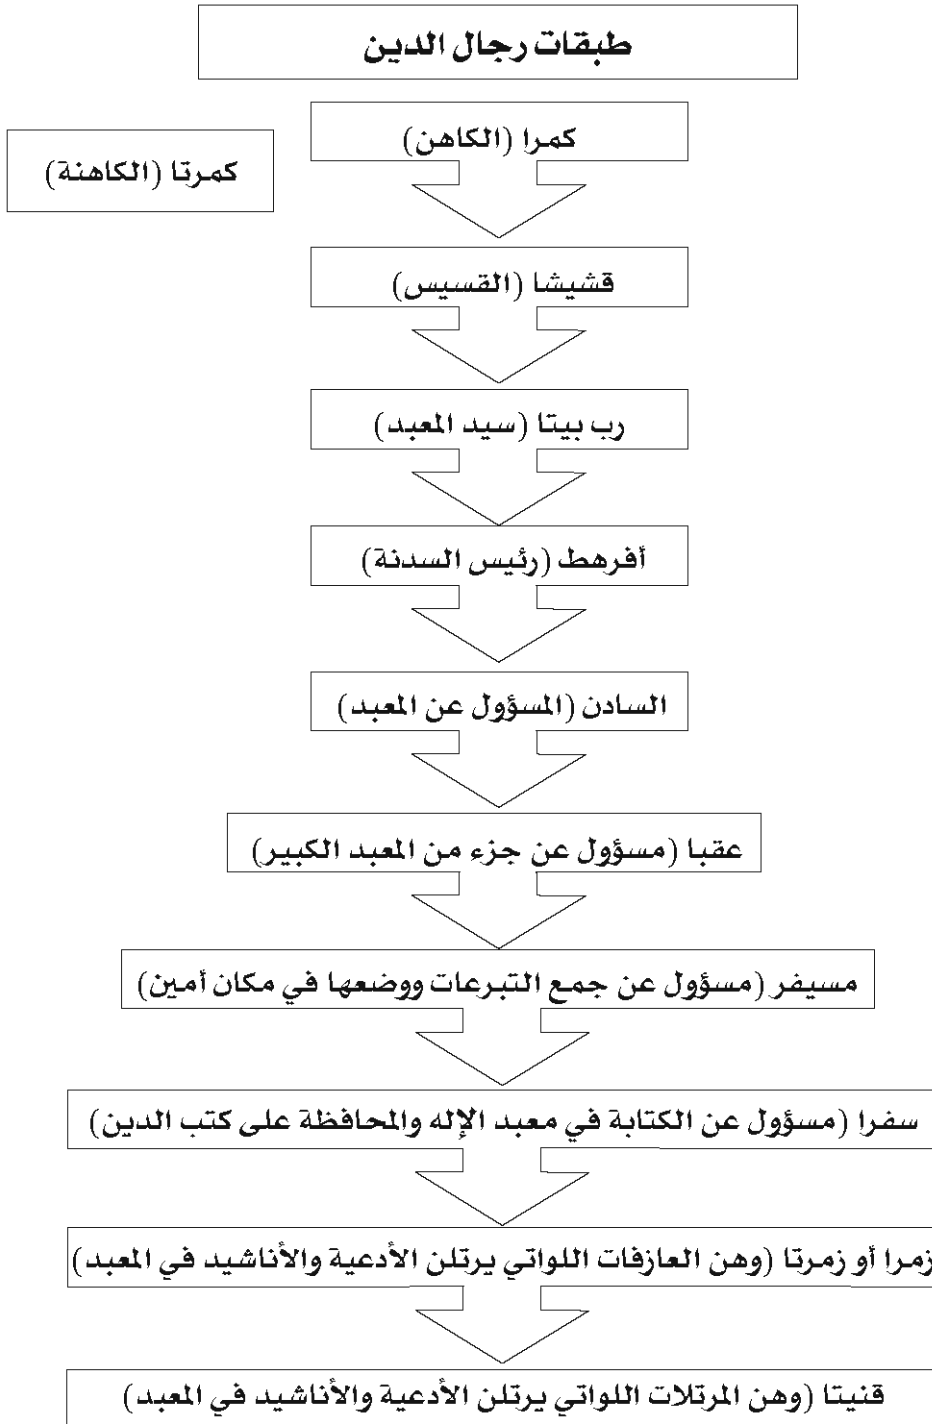 طبقات رجال الدين
كمرا (الكاهن)
كمرتا (الكاهنة)
قشيشا (القسيس)
رب بيتا (سيد المعبد)
أفرهط (رئيس السدنة)
السادن (المسؤول عن المعبد)
عقبا (مسؤول عن جزء من المعبد الكبير)
مسيفر (مسؤول عن جمع التبرعات ووضعها في مكان أمين)
سفرا (مسؤول عن الكتابة في معبد الإله والمحافظة على كتب الدين)
زمرا أو زمرتا (وهن العازفات اللواتي يرتلن الأدعية والأناشيد في المعبد)
قنيتا (وهن المرتلات اللواتي يرتلن الأدعية والأناشيد في المعبد)